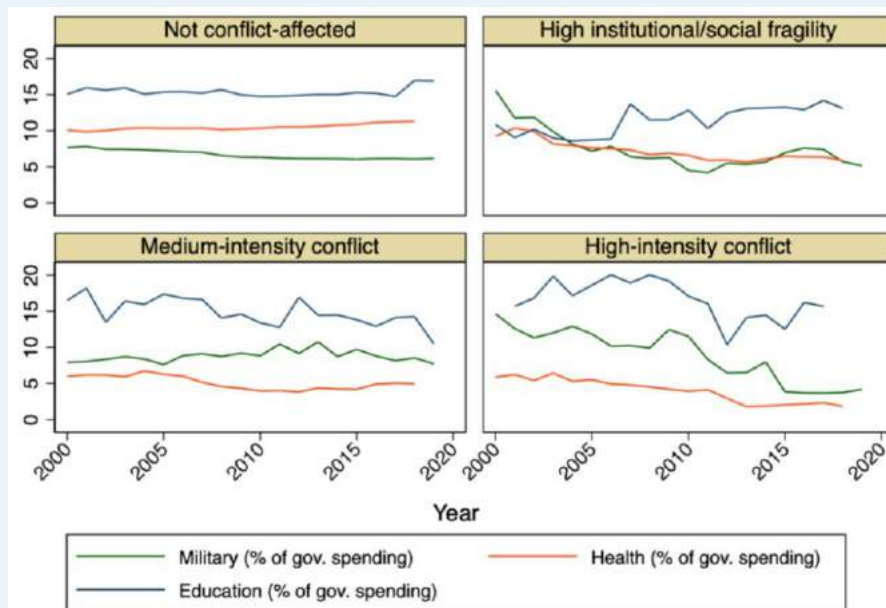 Not conflict-affected
High institutional/social fragility
20
15
10
5
0
Medium-intensity conflict
High-intensity conflict
20
15
10
5
0
2000
2005
2010
2015
2020
2000
2005
2010
2015
2020
Year
Military (% of gov. spending)
Health (% of gov. spending)
Education (% of gov. spending)